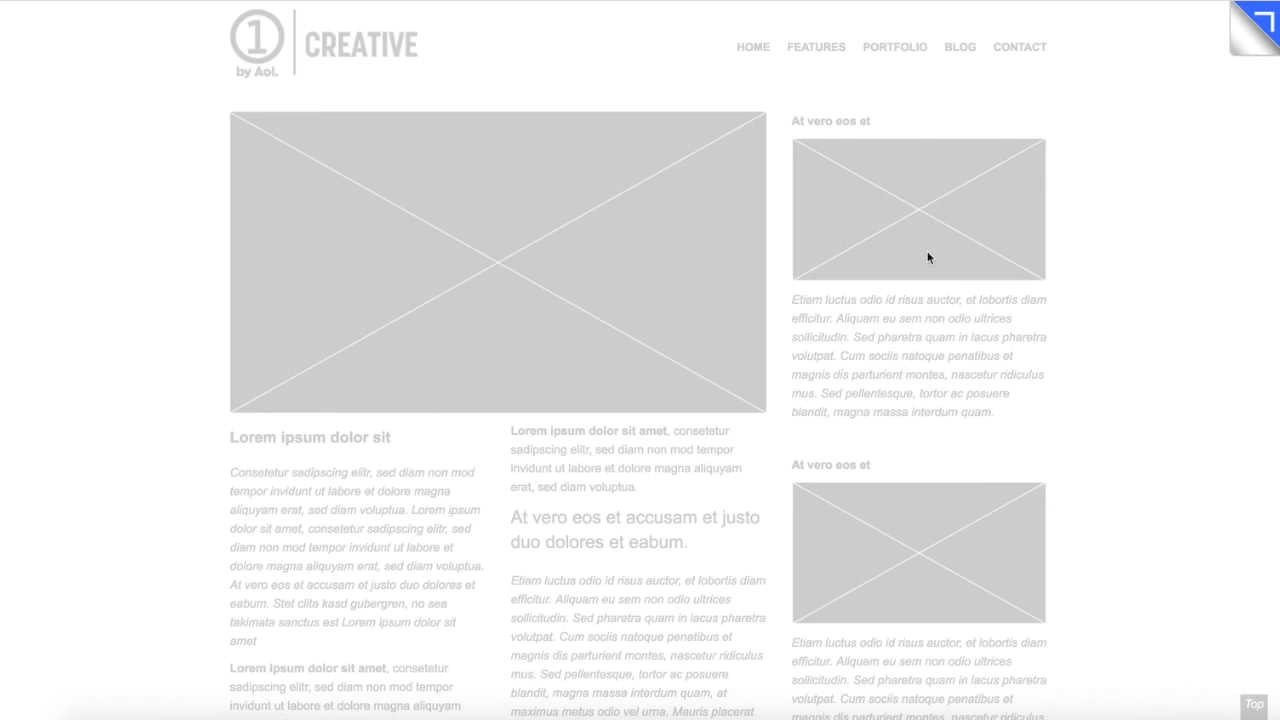 1
by Aol.
CREATIVE
HOME FEATURES PORTFOLIO BLOG CONTACT
Lorem ipsum dolor sit
Consetetur sadipscing elitr, sed diam non mod
tempor invidunt ut labore et dolore magna
aliquyam erat, sed diam voluptua. Lorem ipsum
dolor sit amet, consetetur sadipscing elitr, sed
diam non mod tempor invidunt ut labore et
dolore magna aliquyam erat, sed diam voluptua.
At vero eos et accusam et justo duo dolores et
eabum. Stet clita kasd gubergren, no sea
takimata sanctus est Lorem ipsum dolor sit
amet
Lorem ipsum dolor sit amet, consetetur
sadipscing elitr, sed diam non mod tempor
invidunt ut labore et dolore magna aliquyam
Lorem ipsum dolor sit amet, consetetur
sadipscing elitr, sed diam non mod tempor
invidunt ut labore et dolore magna aliquyam
erat, sed diam voluptua.
At vero eos et accusam et justo
duo dolores et eabum.
Etiam luctus odio id risus auctor, et lobortis diam
efficitur. Aliquam eu sem non odio ultrices
sollicitudin. Sed pharetra quam in lacus pharetra
volutpat. Cum sociis natoque penatibus et
magnis dis parturient montes, nascetur ridiculus
mus. Sed pellentesque, tortor ac posuere
blandit, magna massa interdum quam, at
maximus metus odio vel urna. Mauris placerat
At vero eos et
Etiam luctus odio id risus auctor, et lobortis diam
efficitur. Aliquam eu sem non odio ultrices
sollicitudin. Sed pharetra quam in lacus pharetra
volutpat. Cum sociis natoque penatibus et
magnis dis parturient montes, nascetur ridiculus
mus. Sed pellentesque, tortor ac posuere
blandit, magna massa interdum quam.
At vero eos et
Etiam luctus odio id risus auctor, et lobortis diam
efficitur. Aliquam eu sem non odio ultrices
sollicitudin. Sed pharetra quam in lacus pharetra
volutpat. Cum sociis natoque penatibus et
magnis dis parturient montes, nascetur ridiculus
Top